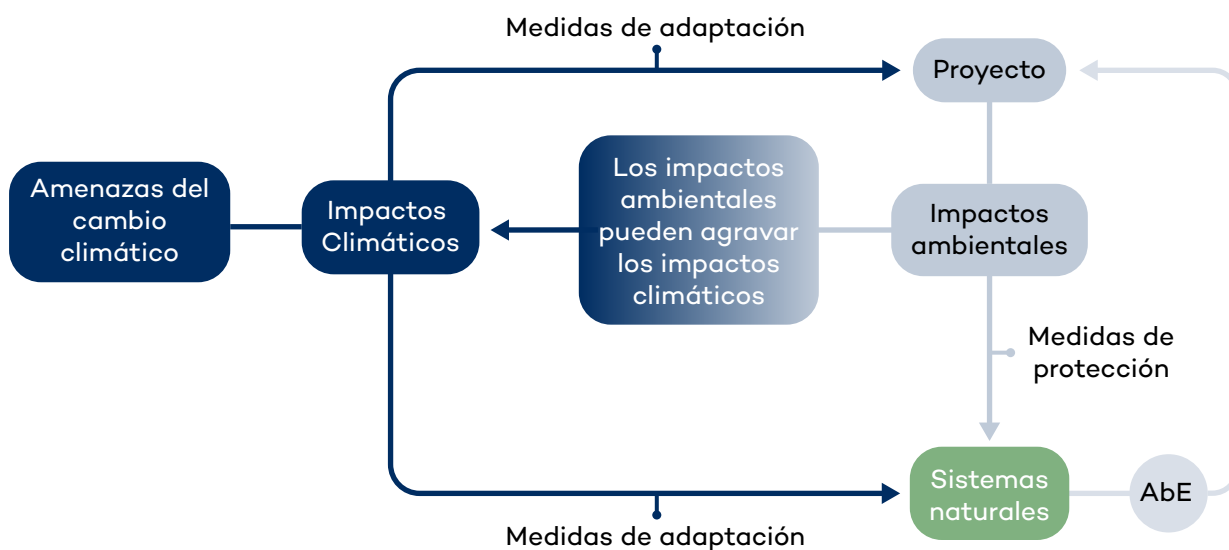 Medidas de adaptación
Proyecto
Amenazas del
cambio
climático
Impactos
Climáticos
Los impactos
ambientales
pueden agravar
los impactos
climáticos
Impactos
ambientales
Medidas de
protección
Sistemas
naturales
AbE
Medidas de adaptación